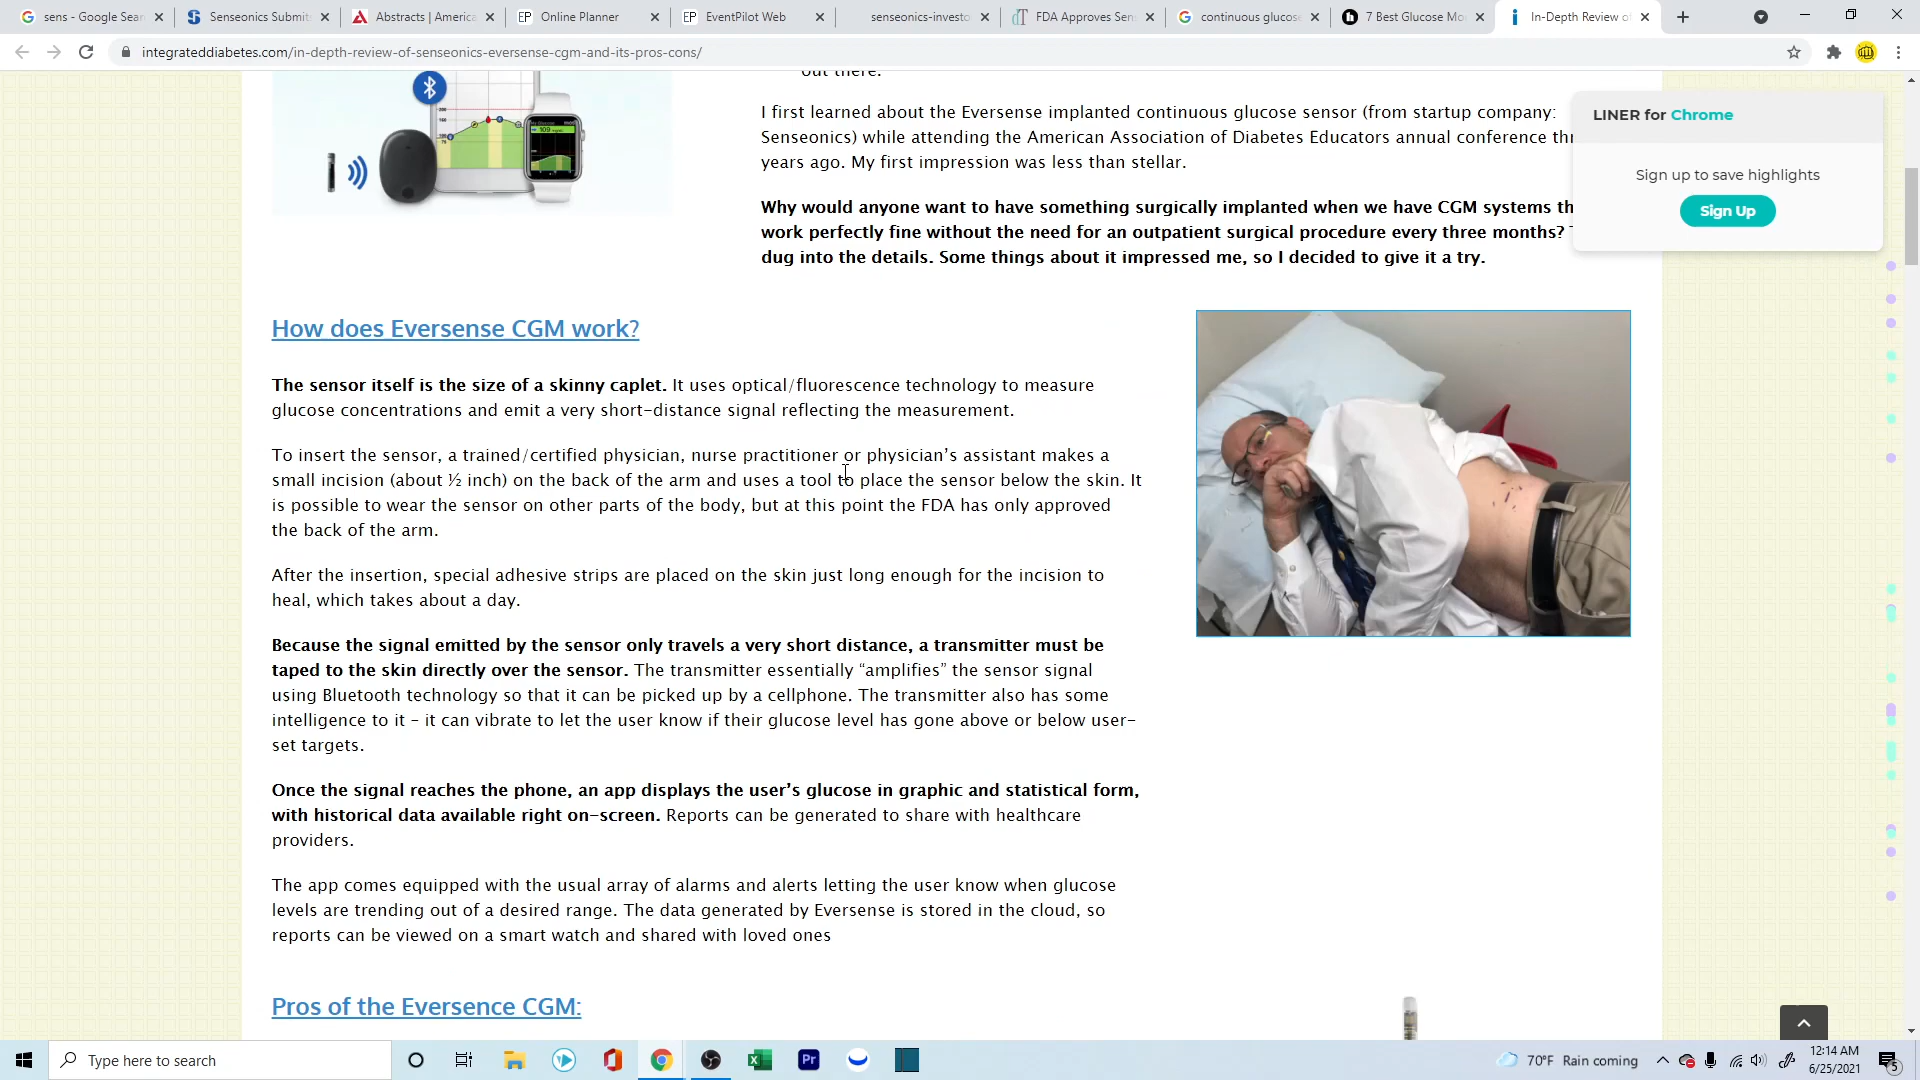 sens - Google Sear
Senseonics Submit
Abstracts | America
EP Online Planner
EP EventPilot Web
senseonics-investo
dT FDA Approves Sen
continuous glucose
7 Best Glucose Mo
In-Depth Review of
integrateddiabetes.com/in-depth-review-of-senseonics-eversense-cgm-and-its-pros-cons/
out there.
I first learned about the Eversense implanted continuous glucose sensor (from startup company:
Senseonics) while attending the American Association of Diabetes Educators annual conference thr
years ago. My first impression was less than stellar.
Why would anyone want to have something surgically implanted when we have CGM systems th
work perfectly fine without the need for an outpatient surgical procedure every three months?
dug into the details. Some things about it impressed me, so I decided to give it a try.
LINER for Chrome
Sign up to save highlights
Sign Up
109
How does Eversense CGM work?
The sensor itself is the size of a skinny caplet. It uses optical/fluorescence technology to measure
glucose concentrations and emit a very short-distance signal reflecting the measurement.
To insert the sensor, a trained/certified physician, nurse practitioner or physician’s assistant makes a
small incision (about ½ inch) on the back of the arm and uses a tool to place the sensor below the skin. It
is possible to wear the sensor on other parts of the body, but at this point the FDA has only approved
the back of the arm.
After the insertion, special adhesive strips are placed on the skin just long enough for the incision to
heal, which takes about a day.
Because the signal emitted by the sensor only travels a very short distance, a transmitter must be
taped to the skin directly over the sensor. The transmitter essentially “amplifies” the sensor signal
using Bluetooth technology so that it can be picked up by a cellphone. The transmitter also has some
intelligence to it – it can vibrate to let the user know if their glucose level has gone above or below user-
set targets.
Once the signal reaches the phone, an app displays the user’s glucose in graphic and statistical form,
with historical data available right on-screen. Reports can be generated to share with healthcare
providers.
The app comes equipped with the usual array of alarms and alerts letting the user know when glucose
levels are trending out of a desired range. The data generated by Eversense is stored in the cloud, so
reports can be viewed on a smart watch and shared with loved ones
Pros of the Eversence CGM:
Type here to search
Pr
70°F Rain coming
12:14 AM
6/25/2021
5